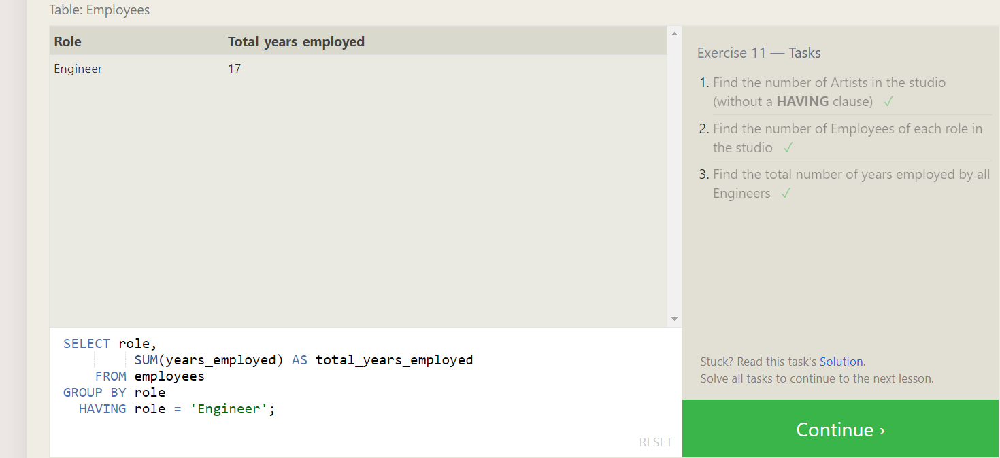 Table: Employees
Role Total_years_employed
Engineer 17
Exercise 11 — Tasks
1. Find the number of Artists in the studio
(without a HAVING clause) ✓
2. Find the number of Employees of each role in
the studio ✓
3. Find the total number of years employed by all
Engineers ✓
Stuck? Read this task's Solution.
Solve all tasks to continue to the next lesson.
Continue ›
SELECT role,
SUM(years_employed) AS total_years_employed
FROM employees
GROUP BY role
HAVING role = 'Engineer';
RESET